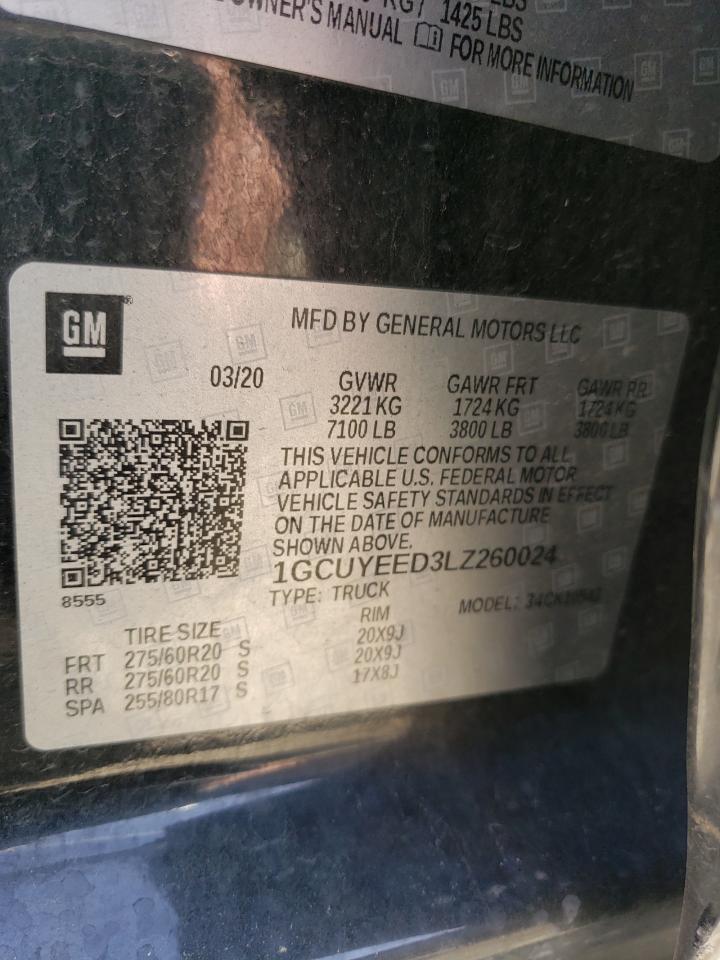 KG / 1425 LBS
OWNER'S MANUAL FOR MORE INFORMATION
GM
MFD BY GENERAL MOTORS LLC
03/20 GVWR GAWR FRT GAWR RR
3221 KG 1724 KG 1724 KG
7100 LB 3800 LB 3800 LB
THIS VEHICLE CONFORMS TO ALL
APPLICABLE U.S. FEDERAL MOTOR
VEHICLE SAFETY STANDARDS IN EFFECT
ON THE DATE OF MANUFACTURE
SHOWN ABOVE.
1GCUYEED3LZ260024
8555
TYPE: TRUCK MODEL:
TIRE SIZE RIM
FRT 275/60R20 S 20X9J
RR 275/60R20 S 20X9J
SPA 255/80R17 S 17X8J